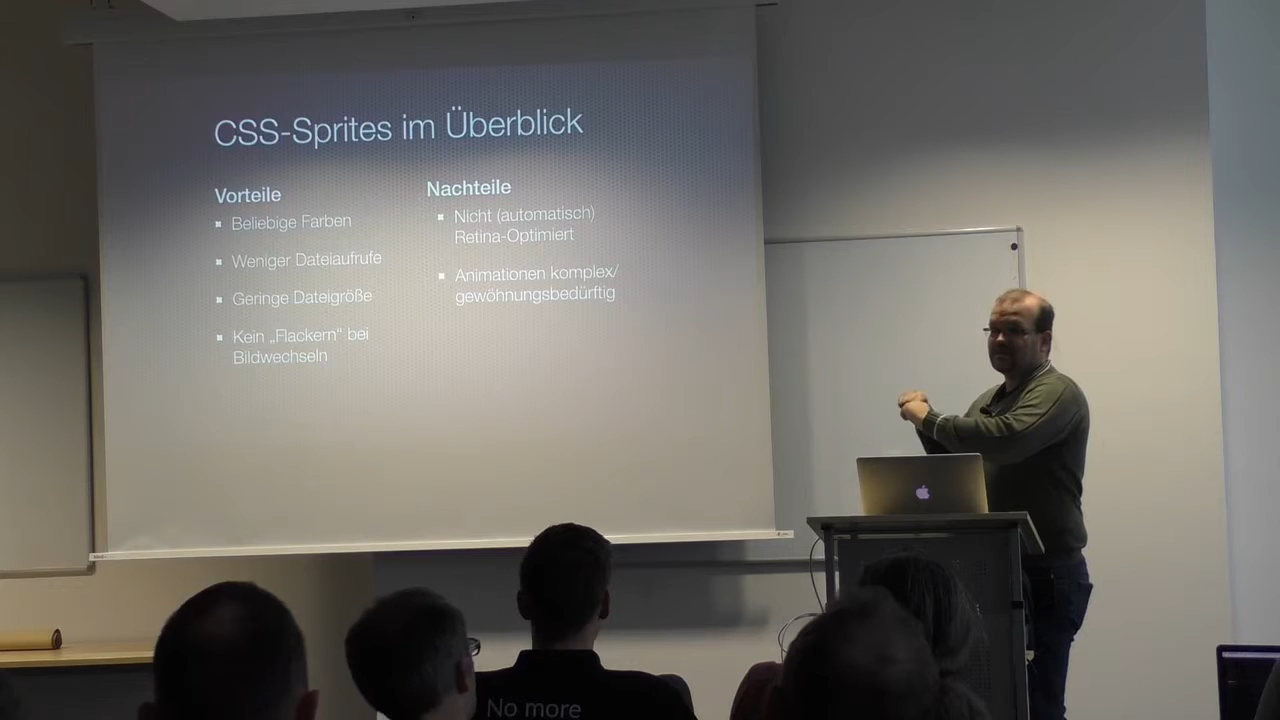 CSS-Sprites im Überblick
Vorteile
Beliebige Farben
Weniger Dateiaufrufe
Geringe Dateigröße
Kein „Flackern“ bei
Bildwechseln
Nachteile
Nicht (automatisch)
Retina-Optimiert
Animationen komplex/
gewöhnungsbedürftig
No more